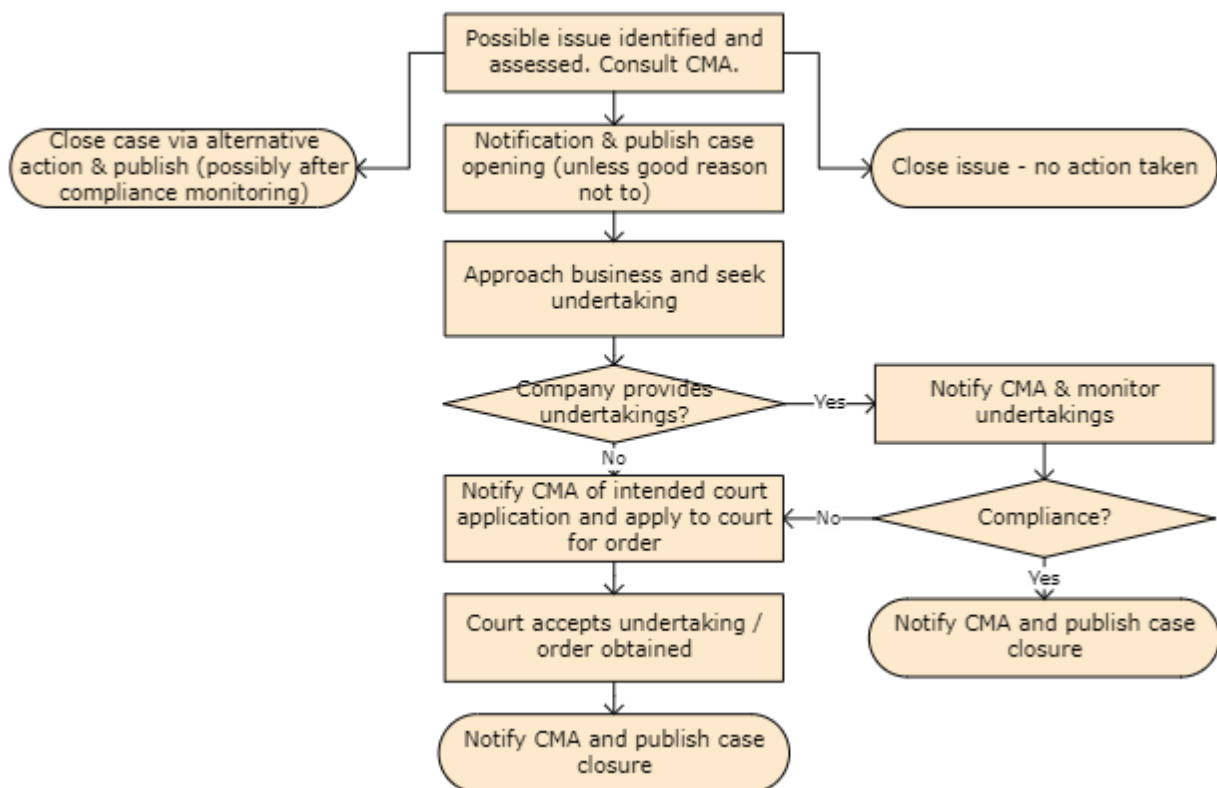 Possible issue identified and
assessed. Consult CMA.
Close case via alternative
action & publish (possibly after
compliance monitoring)
Notification & publish case
opening (unless good reason
not to)
Close issue - no action taken
Approach business and seek
undertaking
Company provides
undertakings?
Yes
Notify CMA & monitor
undertakings
No
Notify CMA of intended court
application and apply to court
for order
No
Compliance?
Yes
Court accepts undertaking /
order obtained
Notify CMA and publish case
closure
Notify CMA and publish case
closure